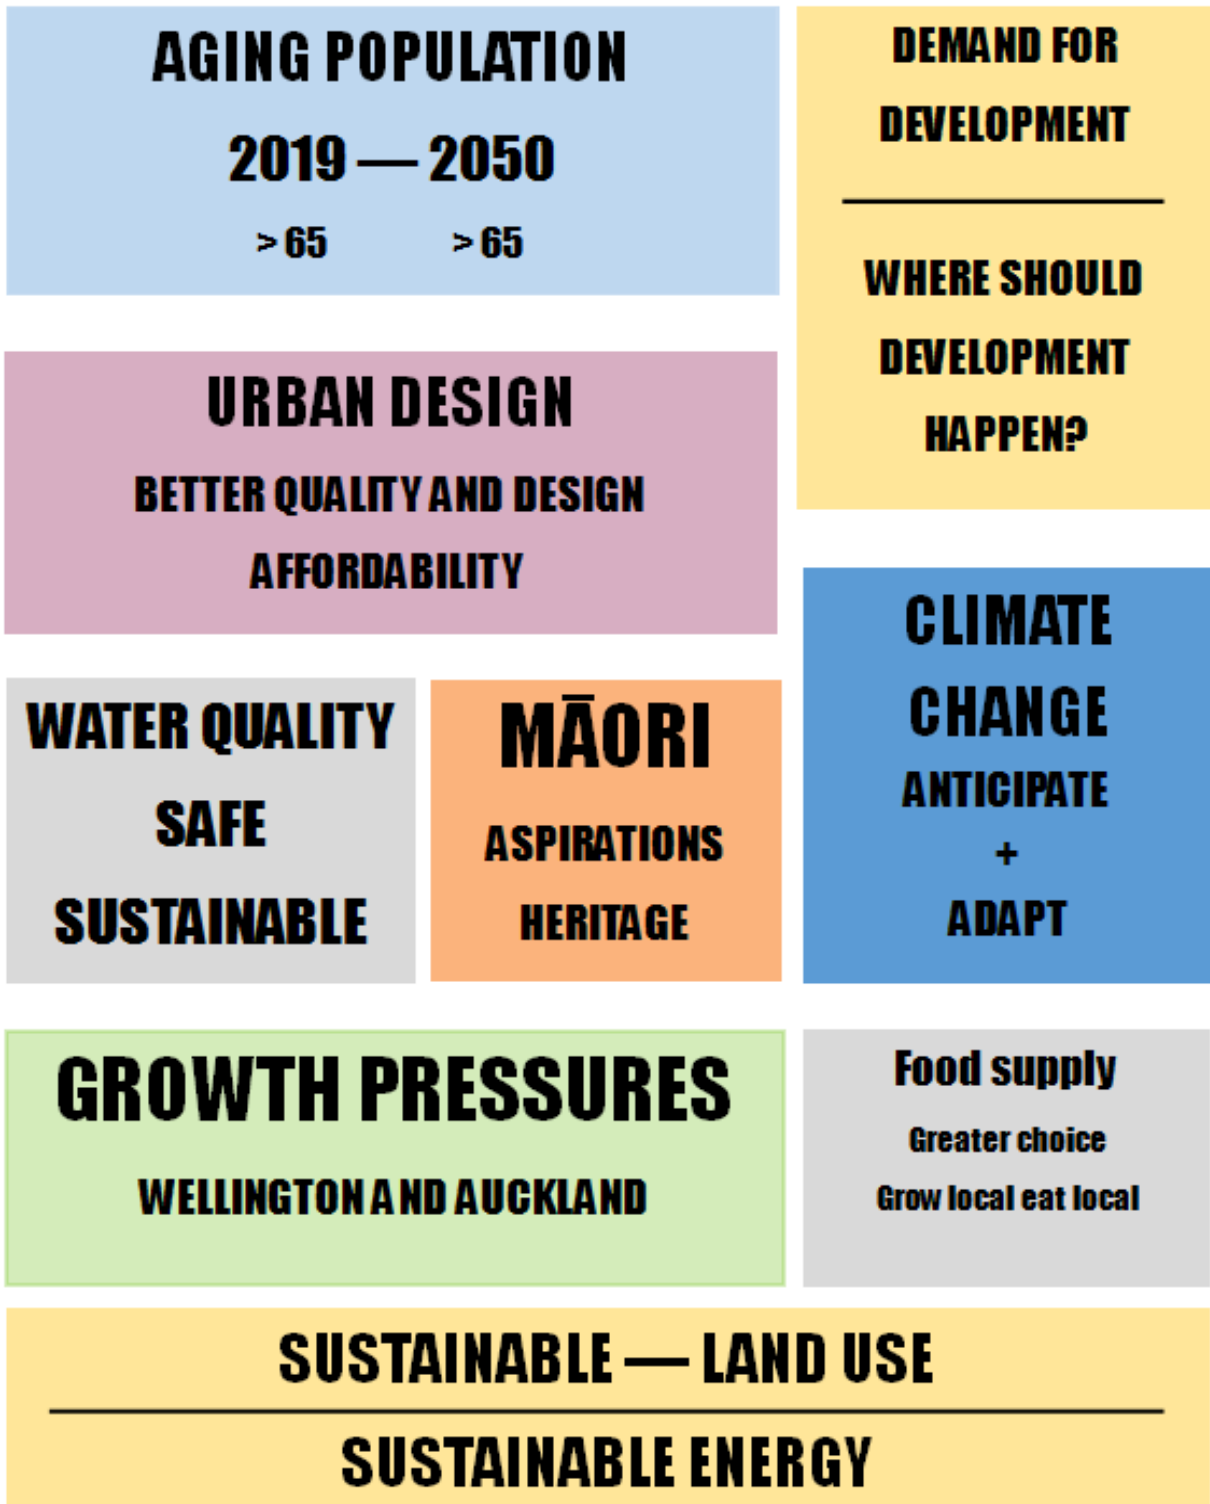 AGING POPULATION
2019 — 2050
> 65 > 65
DEMAND FOR
DEVELOPMENT
WHERE SHOULD
DEVELOPMENT
HAPPEN?
URBAN DESIGN
BETTER QUALITY AND DESIGN
AFFORDABILITY
WATER QUALITY
SAFE
SUSTAINABLE
MĀORI
ASPIRATIONS
HERITAGE
CLIMATE
CHANGE
ANTICIPATE
+
ADAPT
GROWTH PRESSURES
WELLINGTON AND AUCKLAND
Food supply
Greater choice
Grow local eat local
SUSTAINABLE — LAND USE
SUSTAINABLE ENERGY